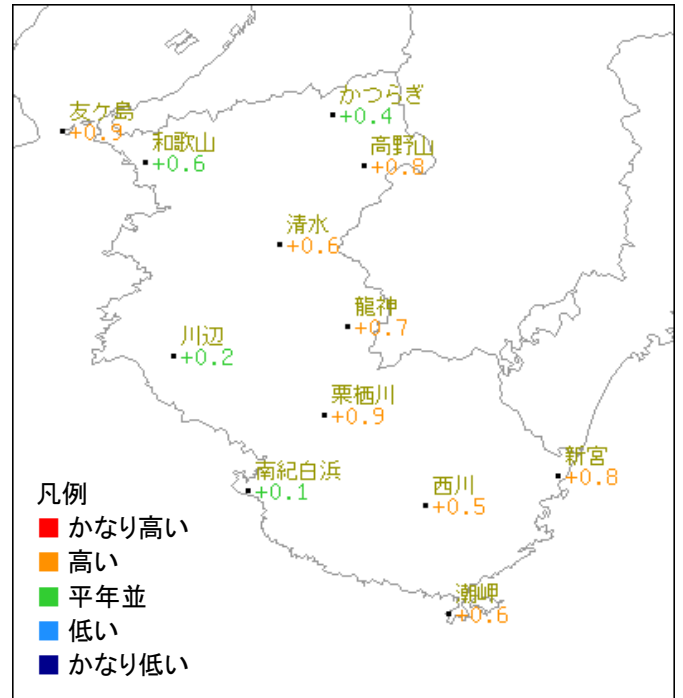 かつらぎ
+0.4
友ケ島
+0.9
和歌山
+0.6
高野山
+0.8
清水
+0.6
龍神
+0.7
川辺
+0.2
栗栖川
+0.9
新宮
+0.8
南紀白浜
+0.1
西川
+0.5
潮岬
+0.6
凡例
かなり高い
高い
平年並
低い
かなり低い